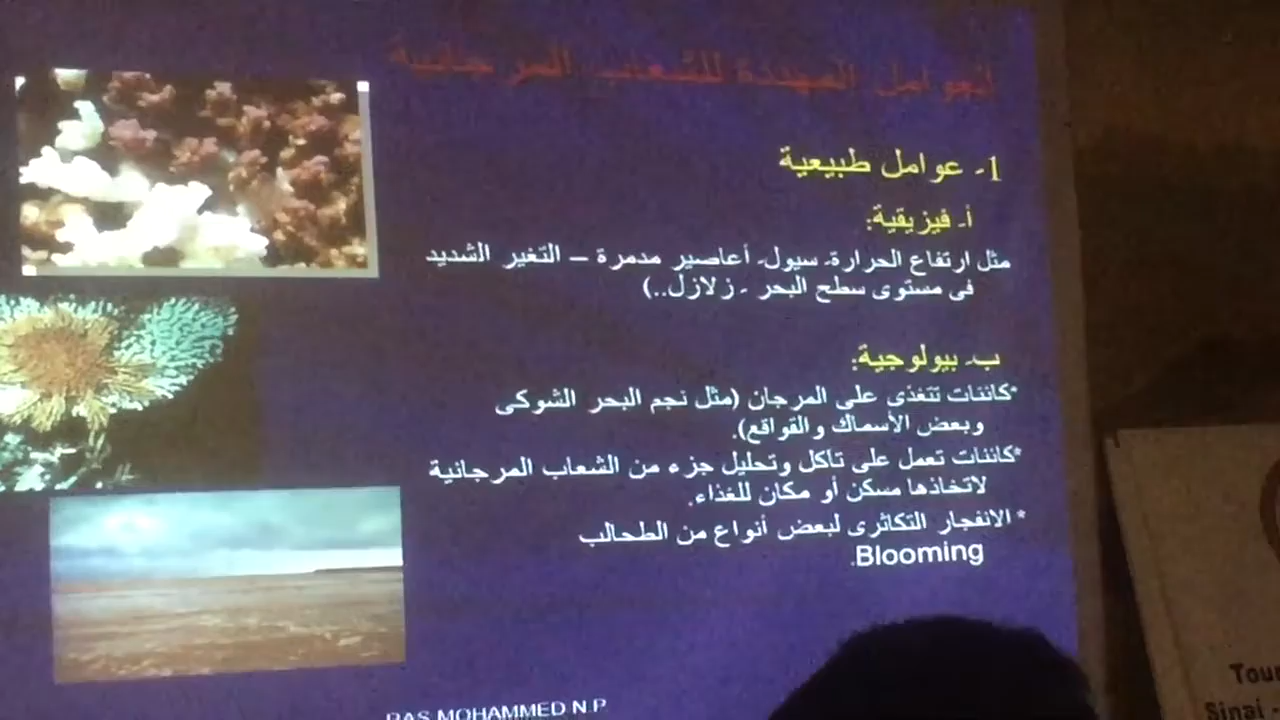 العوامل المهددة للشعاب المرجانية
1- عوامل طبيعية
أ- فيزيقية:
مثل ارتفاع الحرارة- سيول- أعاصير مدمرة – التغير الشديد
فى مستوى سطح البحر - زلازل..)
ب- بيولوجية:
*كائنات تتغذى على المرجان (مثل نجم البحر الشوكى
وبعض الأسماك والقواقع).
*كائنات تعمل على تآكل وتحليل جزء من الشعاب المرجانية
لاتخاذها مسكن أو مكان للغذاء.
* الانفجار التكاثرى لبعض أنواع من الطحالب
Blooming.
RAS MOHAMMED N.P.
Sinai -